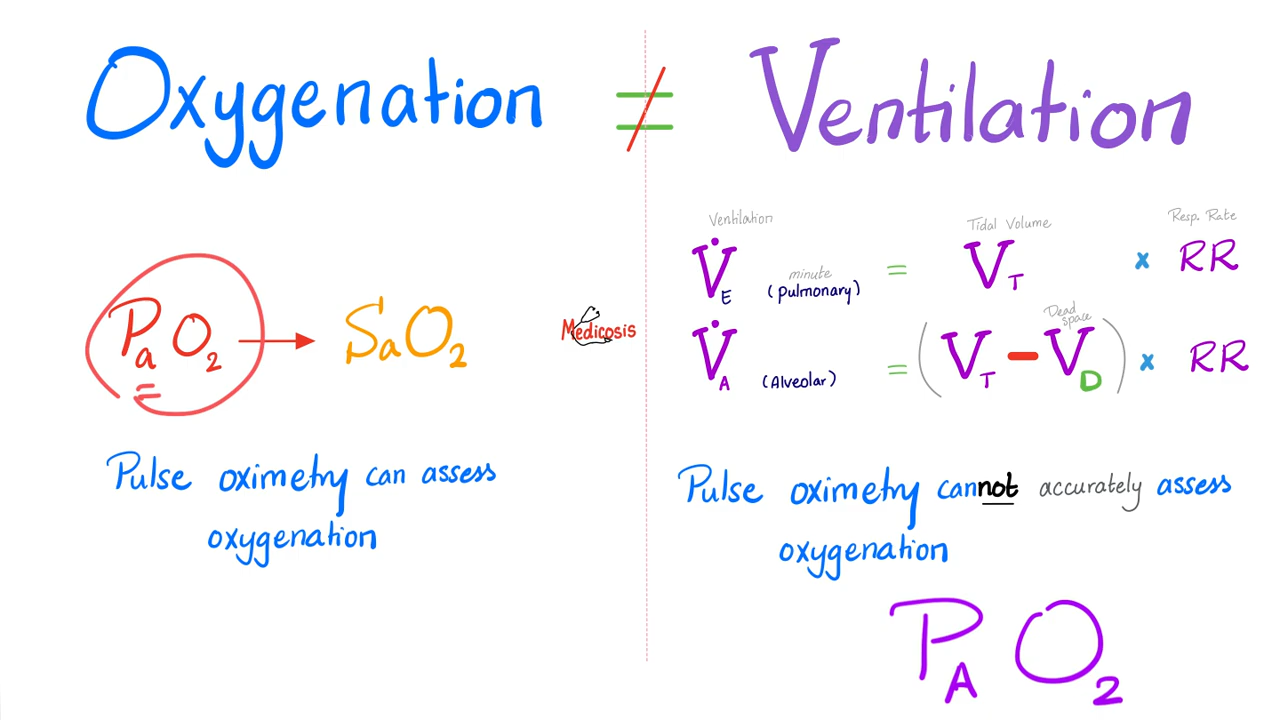 Oxygenation ≠ Ventilation
PaO2 → SaO2
Pulse oximetry can assess
oxygenation
Medicosis
Ventilation Tidal Volume Resp. Rate
V̇E minute (pulmonary) = VT x RR
Dead space
V̇A (Alveolar) = (VT - VD) x RR
Pulse oximetry cannot accurately assess
oxygenation
PAO2